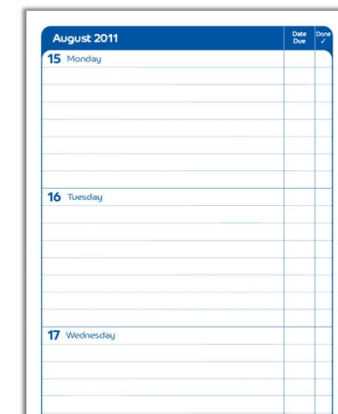 August 2011
Date Due
Done ✓
15 Monday
16 Tuesday
17 Wednesday